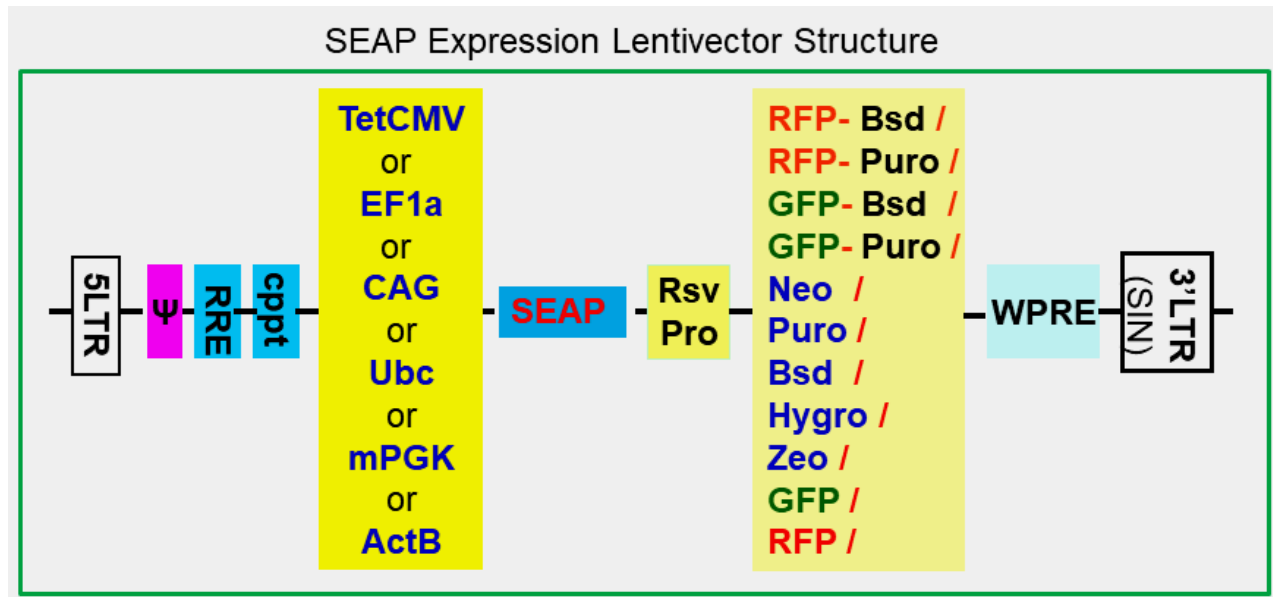 SEAP Expression Lentivector Structure
5LTR
Ψ
RRE
cppt
TetCMV
or
EF1a
or
CAG
or
Ubc
or
mPGK
or
ActB
SEAP
Rsv
Pro
RFP- Bsd /
RFP- Puro /
GFP- Bsd /
GFP- Puro /
Neo /
Puro /
Bsd /
Hygro /
Zeo /
GFP /
RFP /
WPRE
3'LTR
(SIN)